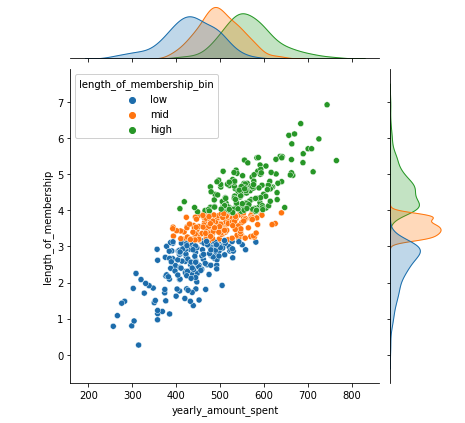 length_of_membership_bin
low
mid
high
7
6
5
4
3
2
1
0
length_of_membership
200 300 400 500 600 700 800
yearly_amount_spent